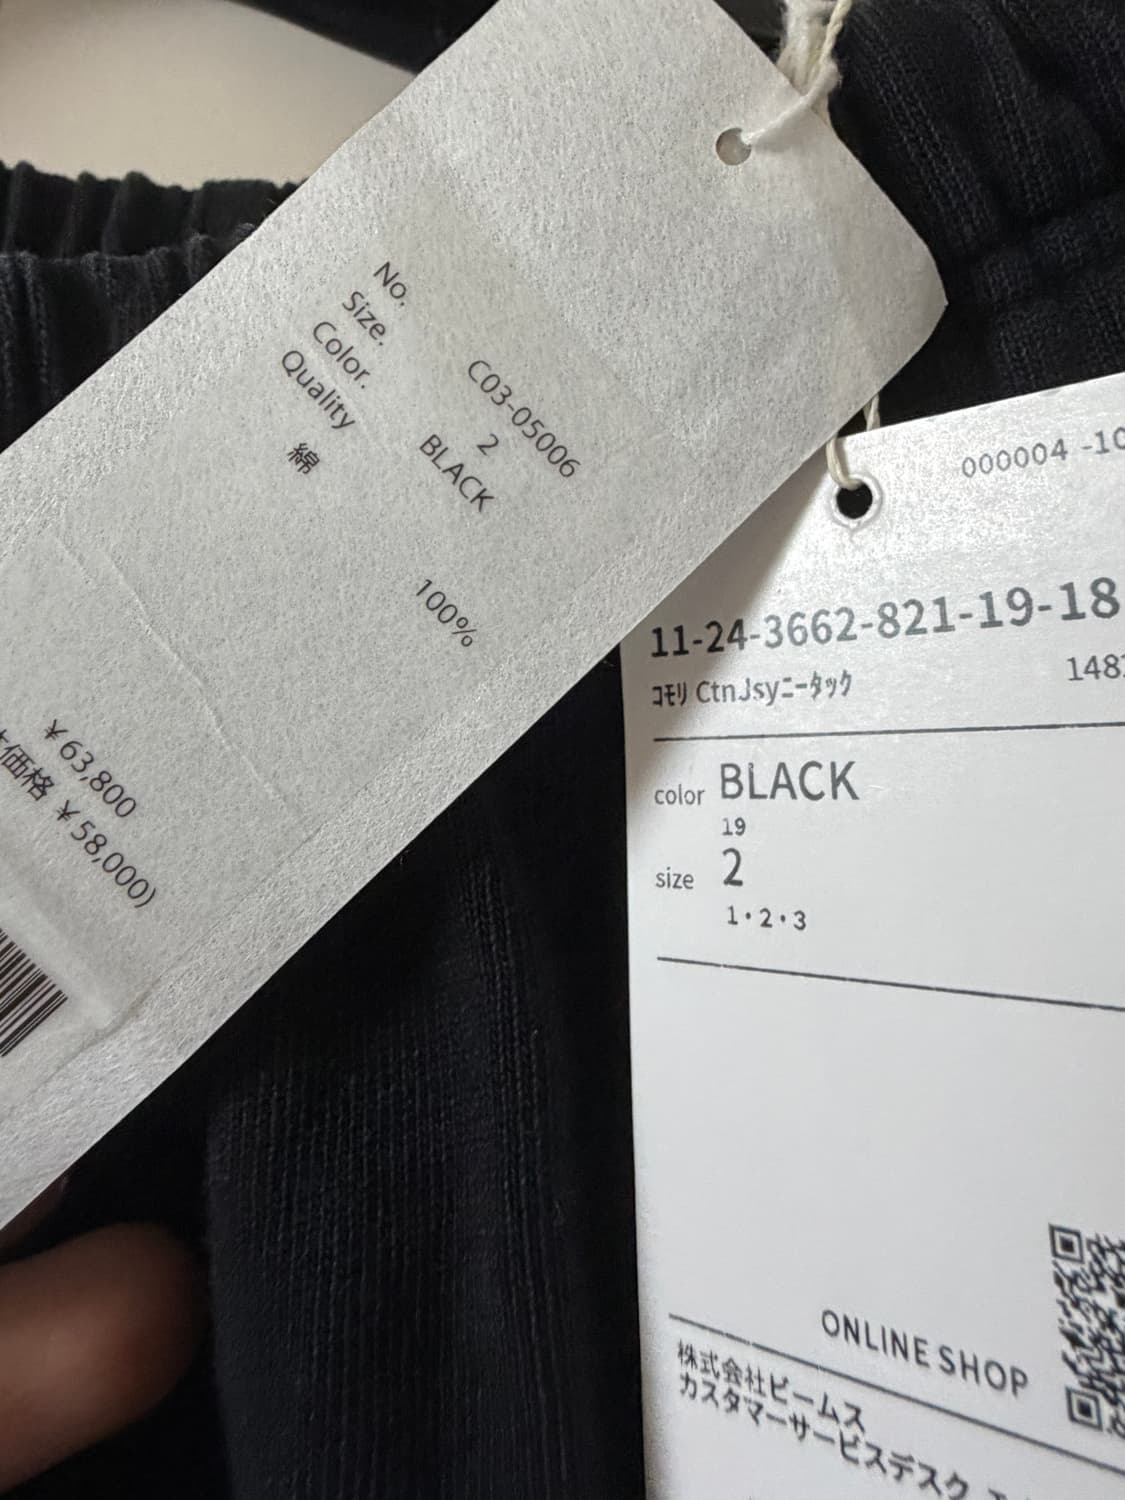 No. C03-05006
Size. 2
Color. BLACK
Quality
綿 100%
¥63,800
価格 ¥58,000)
000004 -10
11-24-3662-821-19-18
コモリ CtnJsyニータック
148
color BLACK
19
size 2
1・2・3
ONLINE SHOP
株式会社ビームス
カスタマーサービスデスク